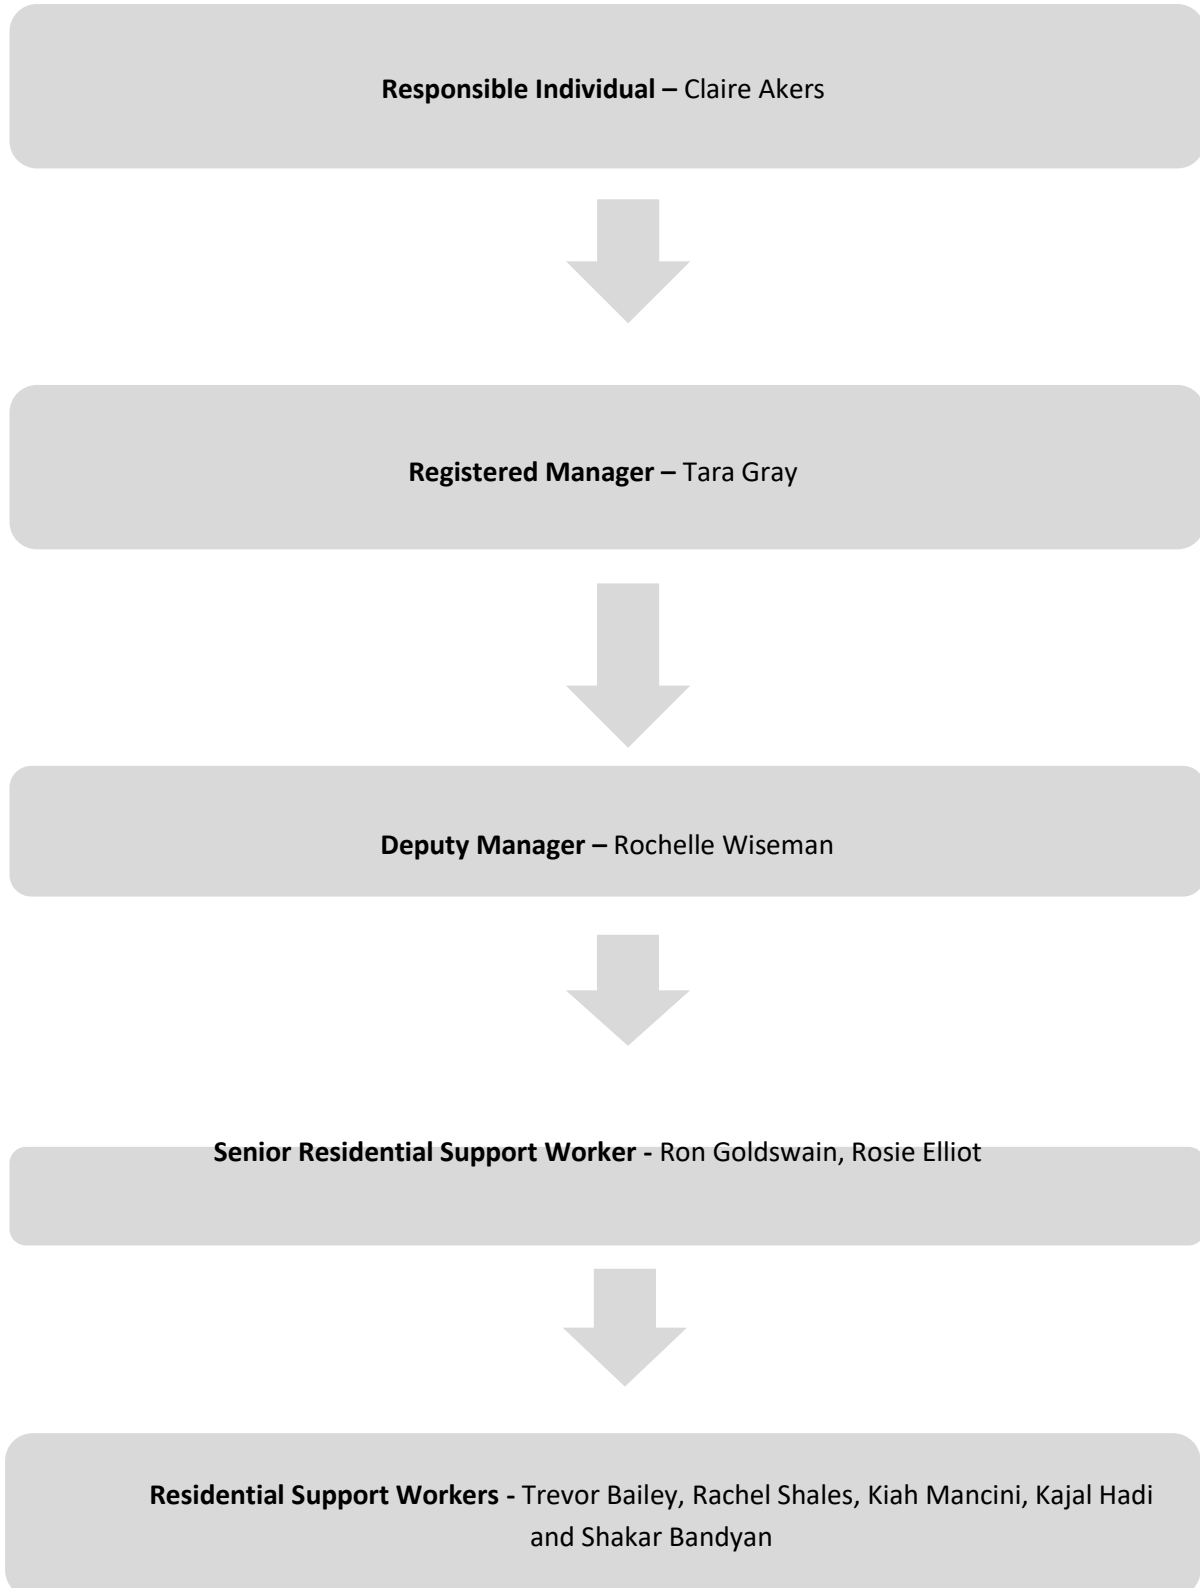 Responsible Individual – Claire Akers
Registered Manager – Tara Gray
Deputy Manager – Rochelle Wiseman
Senior Residential Support Worker - Ron Goldswain, Rosie Elliot
Residential Support Workers - Trevor Bailey, Rachel Shales, Kiah Mancini, Kajal Hadi
and Shakar Bandyan